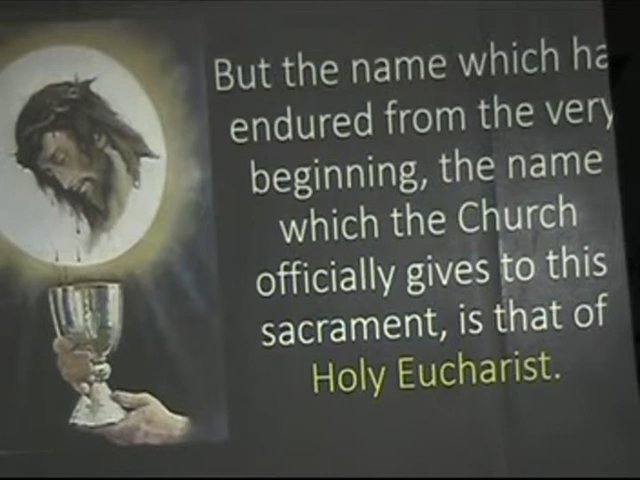 But the name which ha
endured from the very
beginning, the name
which the Church
officially gives to this
sacrament, is that of
Holy Eucharist.